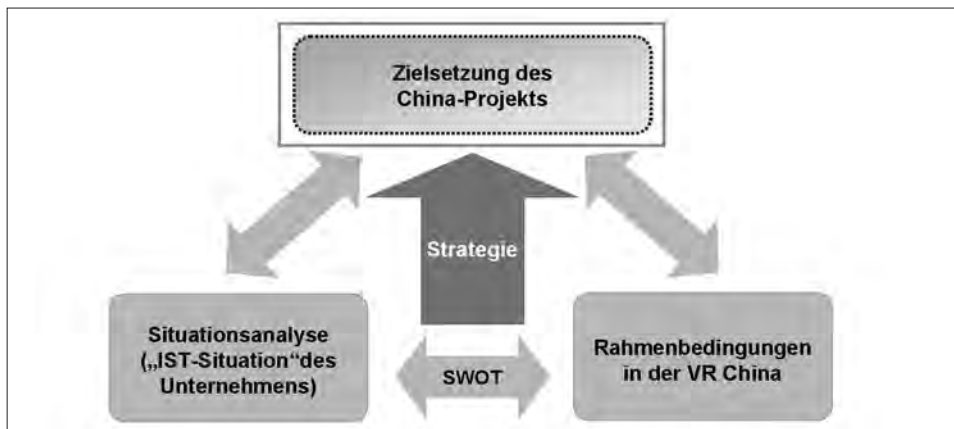 Zielsetzung des
China-Projekts
Strategie
Situationsanalyse
(„IST-Situation“des
Unternehmens)
SWOT
Rahmenbedingungen
in der VR China